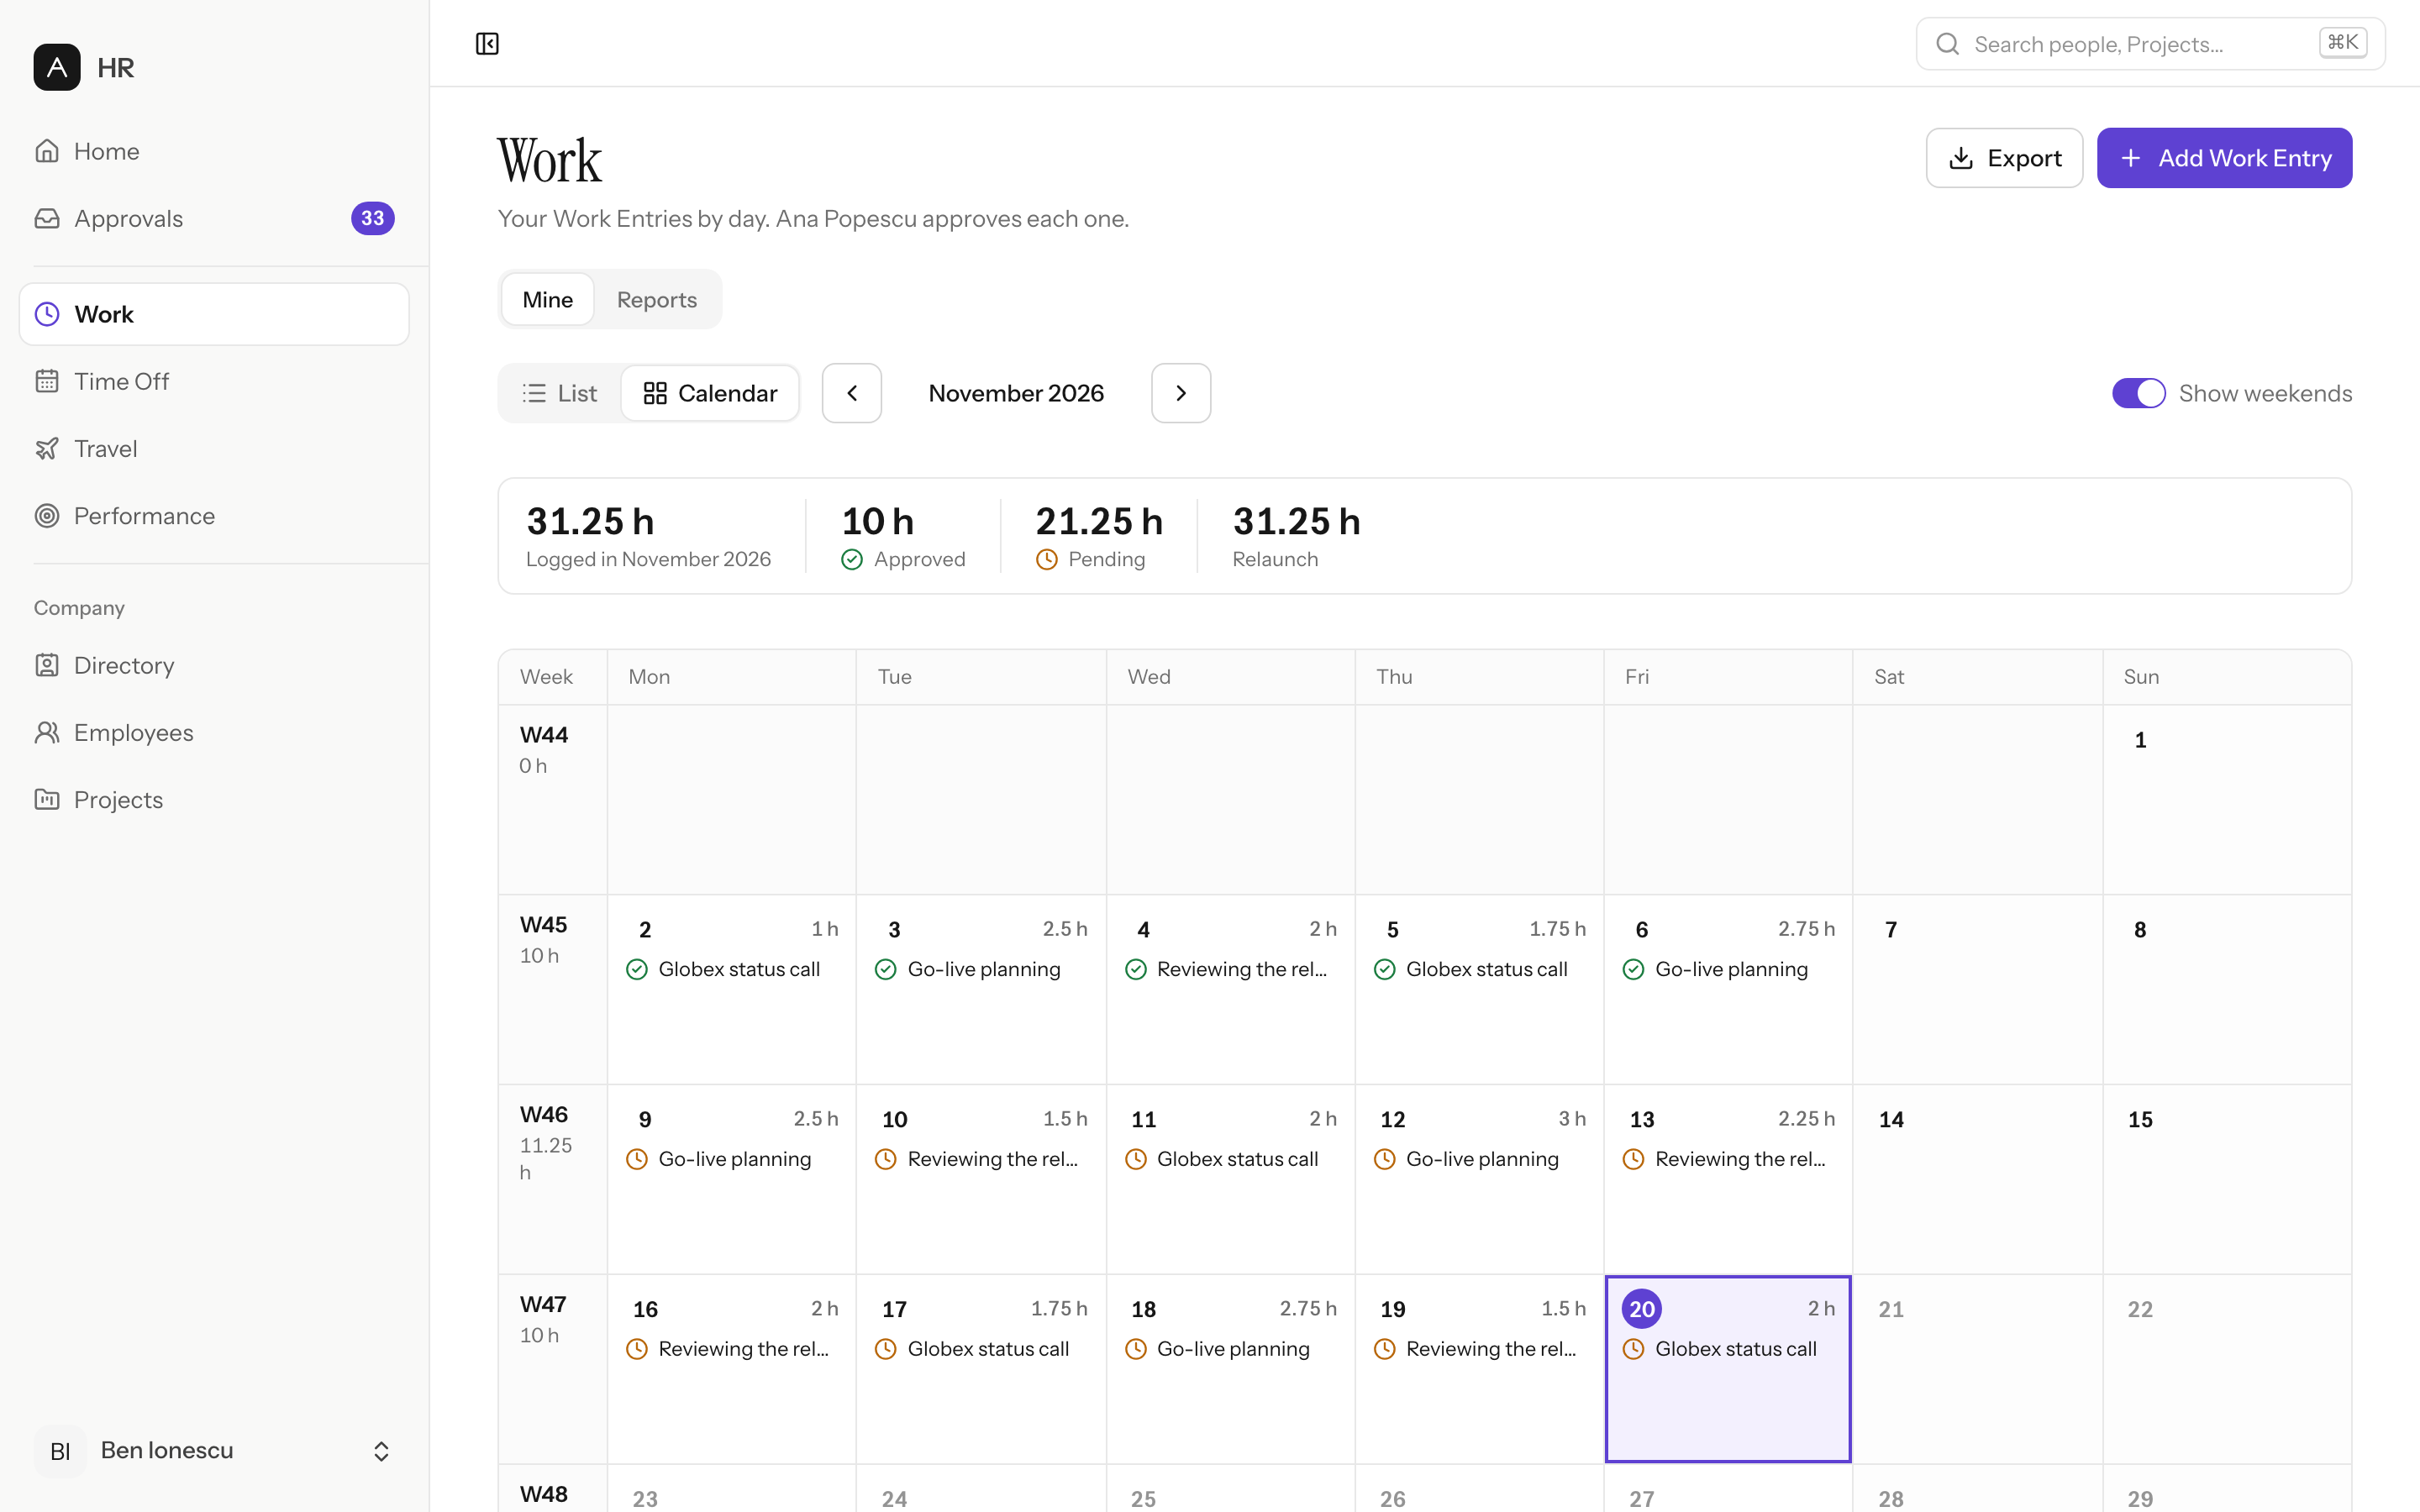 HR
Search people, Projects...
⌘K
Home
Approvals
33
Work
Time Off
Travel
Performance
Company
Directory
Employees
Projects
BI
Ben Ionescu
Work
Export
Add Work Entry
Your Work Entries by day. Ana Popescu approves each one.
Mine
Reports
List
Calendar
November 2026
Show weekends
31.25 h
Logged in November 2026
10 h
Approved
21.25 h
Pending
31.25 h
Relaunch
Week Mon Tue Wed Thu Fri Sat Sun
W44
0 h
1
W45
10 h
2 1 h
Globex status call
3 2.5 h
Go-live planning
4 2 h
Reviewing the rel...
5 1.75 h
Globex status call
6 2.75 h
Go-live planning
7
8
W46
11.25
h
9 2.5 h
Go-live planning
10 1.5 h
Reviewing the rel...
11 2 h
Globex status call
12 3 h
Go-live planning
13 2.25 h
Reviewing the rel...
14
15
W47
10 h
16 2 h
Reviewing the rel...
17 1.75 h
Globex status call
18 2.75 h
Go-live planning
19 1.5 h
Reviewing the rel...
20 2 h
Globex status call
21
22
W48
23
24
25
26
27
28
29